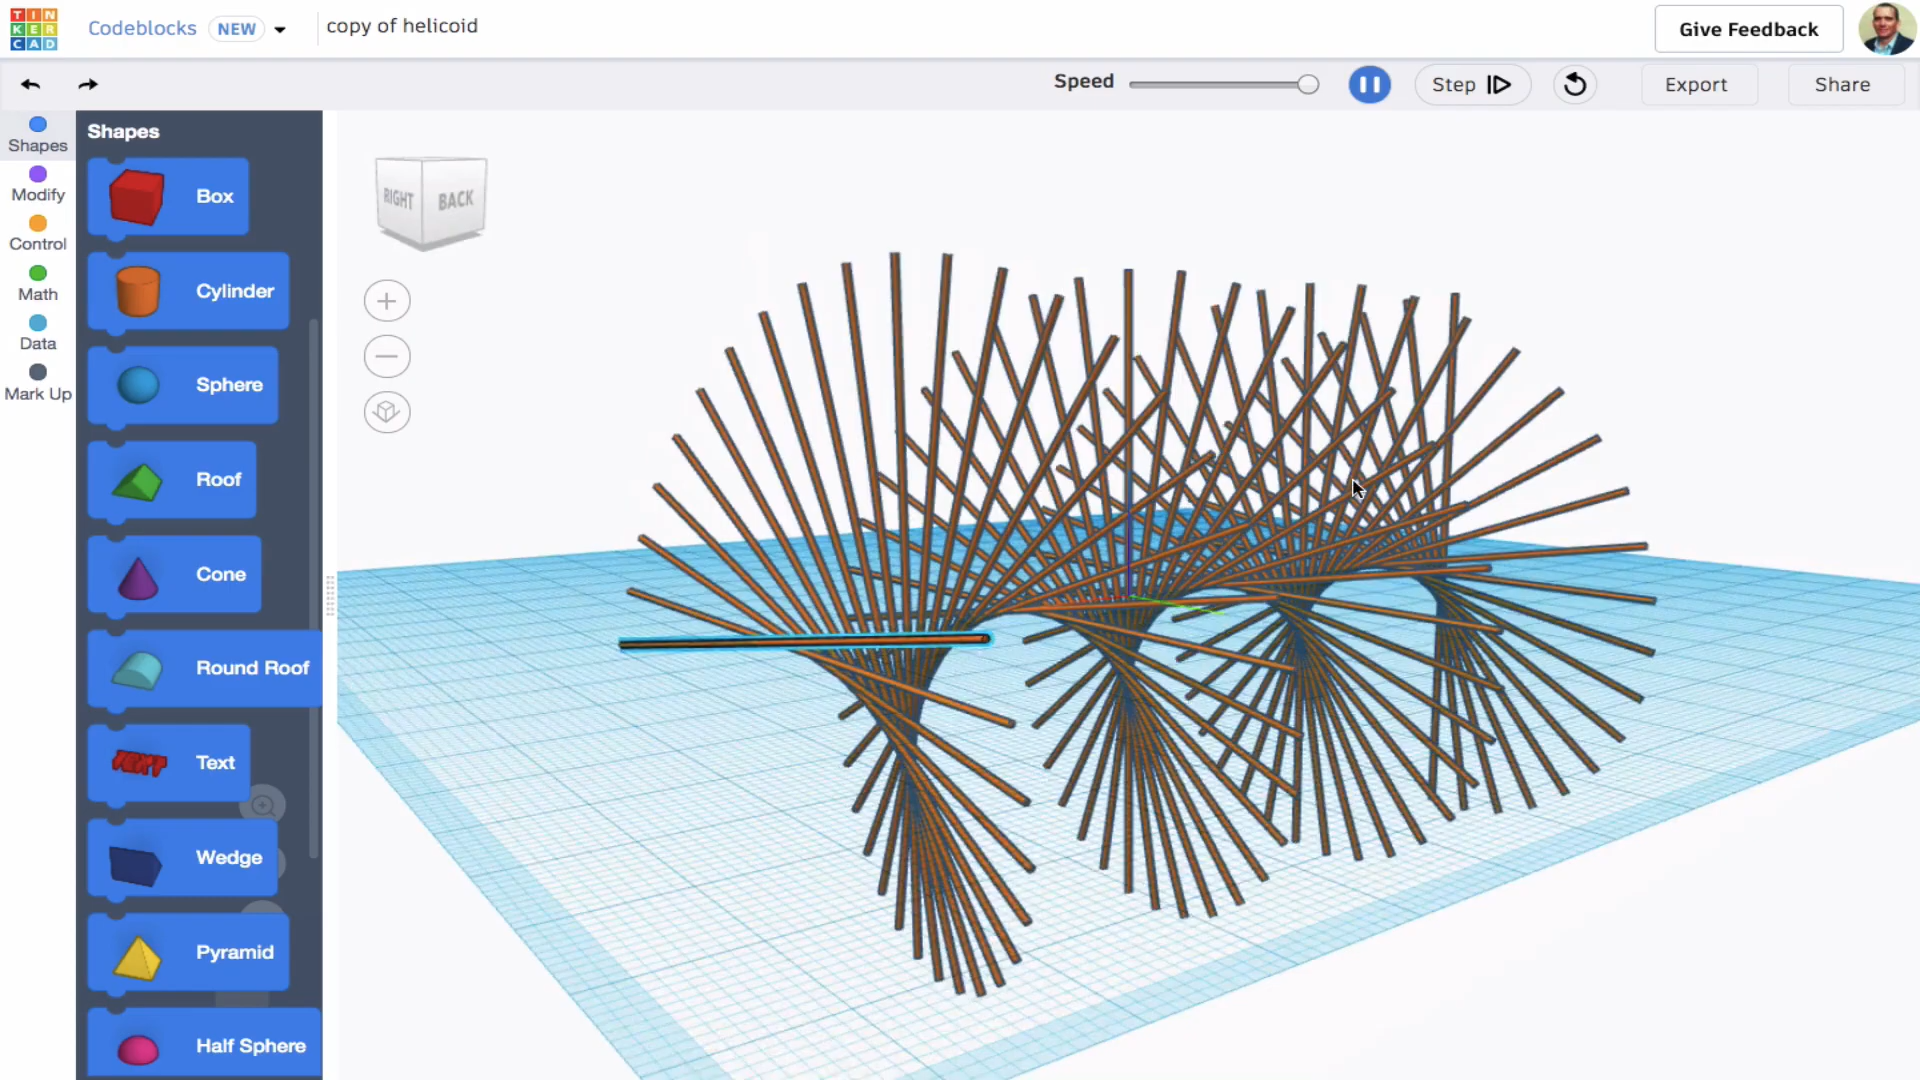 TIN
KER
CAD
Codeblocks NEW
copy of helicoid
Give Feedback
Speed
Step
Export
Share
Shapes
Modify
Control
Math
Data
Mark Up
Shapes
Box
Cylinder
Sphere
Roof
Cone
Round Roof
TEXT Text
Wedge
Pyramid
Half Sphere
RIGHT BACK